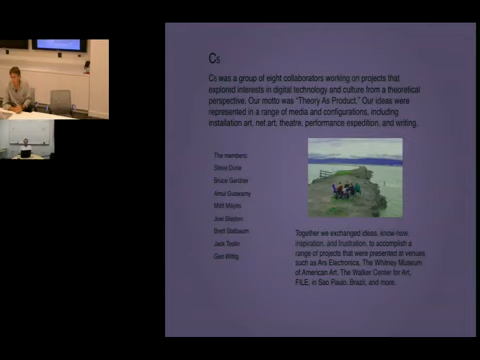 C5
C5 was a group of eight collaborators working on projects that
explored interests in digital technology and culture from a theoretical
perspective. Our motto was "Theory As Product." Our ideas were
represented in a range of media and configurations, including
installation art, net art, theatre, performance expedition, and writing.
The members:
Steve Durie
Bruce Gardner
Amul Goswamy
Matt Mays
Joel Slayton
Brett Stalbaum
Jack Toolin
Geri Wittig
Together we exchanged ideas, know-how,
inspiration, and frustration, to accomplish a
range of projects that were presented at venues
such as Ars Electronica, The Whitney Museum
of American Art, The Walker Center for Art,
FILE, in Sao Paulo, Brazil, and more.